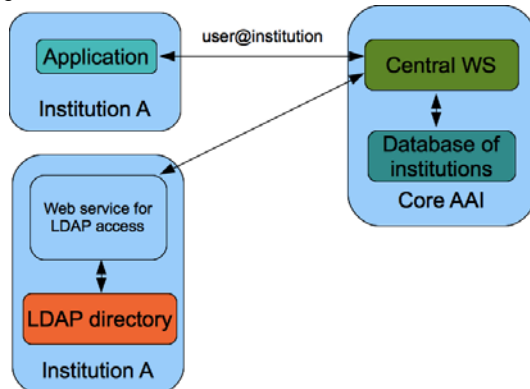 user@institution
Application
Institution A
Central WS
Database of
institutions
Core AAI
Web service for
LDAP access
LDAP directory
Institution A